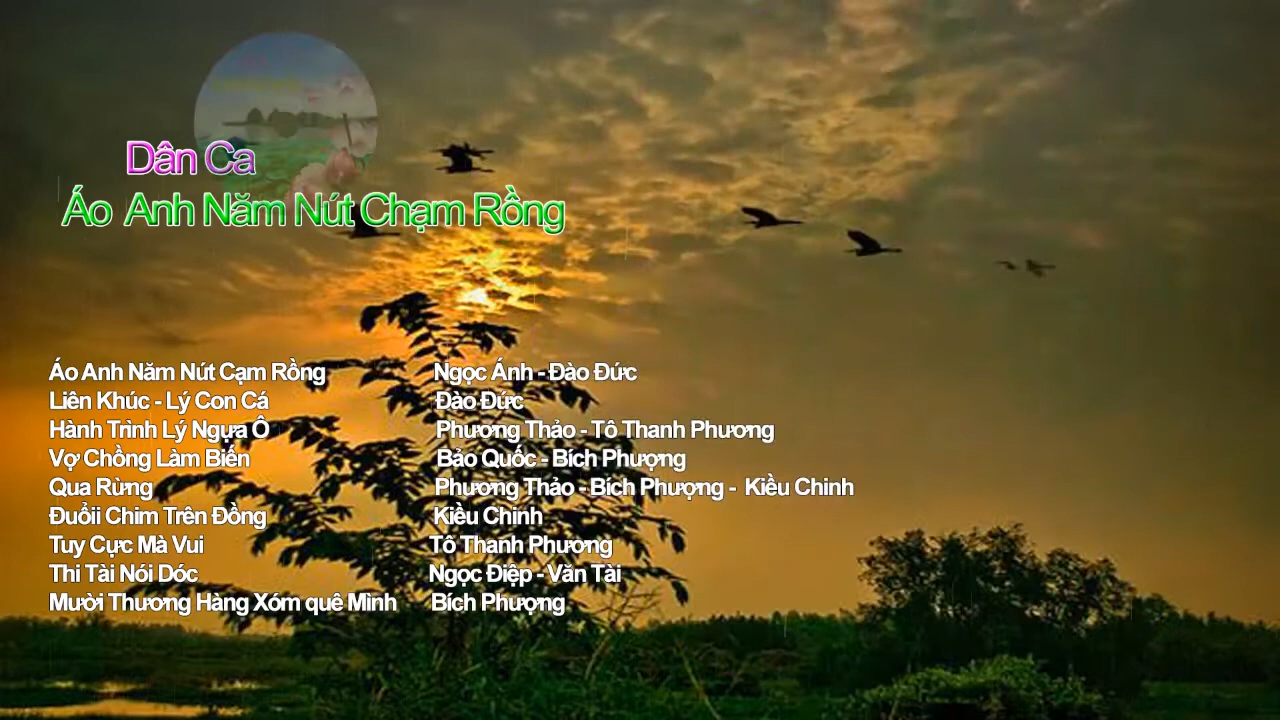 Dân Ca
Áo Anh Năm Nút Chạm Rồng
Áo Anh Năm Nút Cạm Rồng Ngọc Ánh - Đào Đức
Liên Khúc - Lý Con Cá Đào Đức
Hành Trình Lý Ngựa Ô Phương Thảo - Tô Thanh Phương
Vợ Chồng Làm Biến Bảo Quốc - Bích Phượng
Qua Rừng Phương Thảo - Bích Phượng - Kiều Chinh
Đuổii Chim Trên Đồng Kiều Chinh
Tuy Cực Mà Vui Tô Thanh Phương
Thi Tài Nói Dóc Ngọc Điệp - Văn Tài
Mười Thương Hàng Xóm quê Mình Bích Phượng